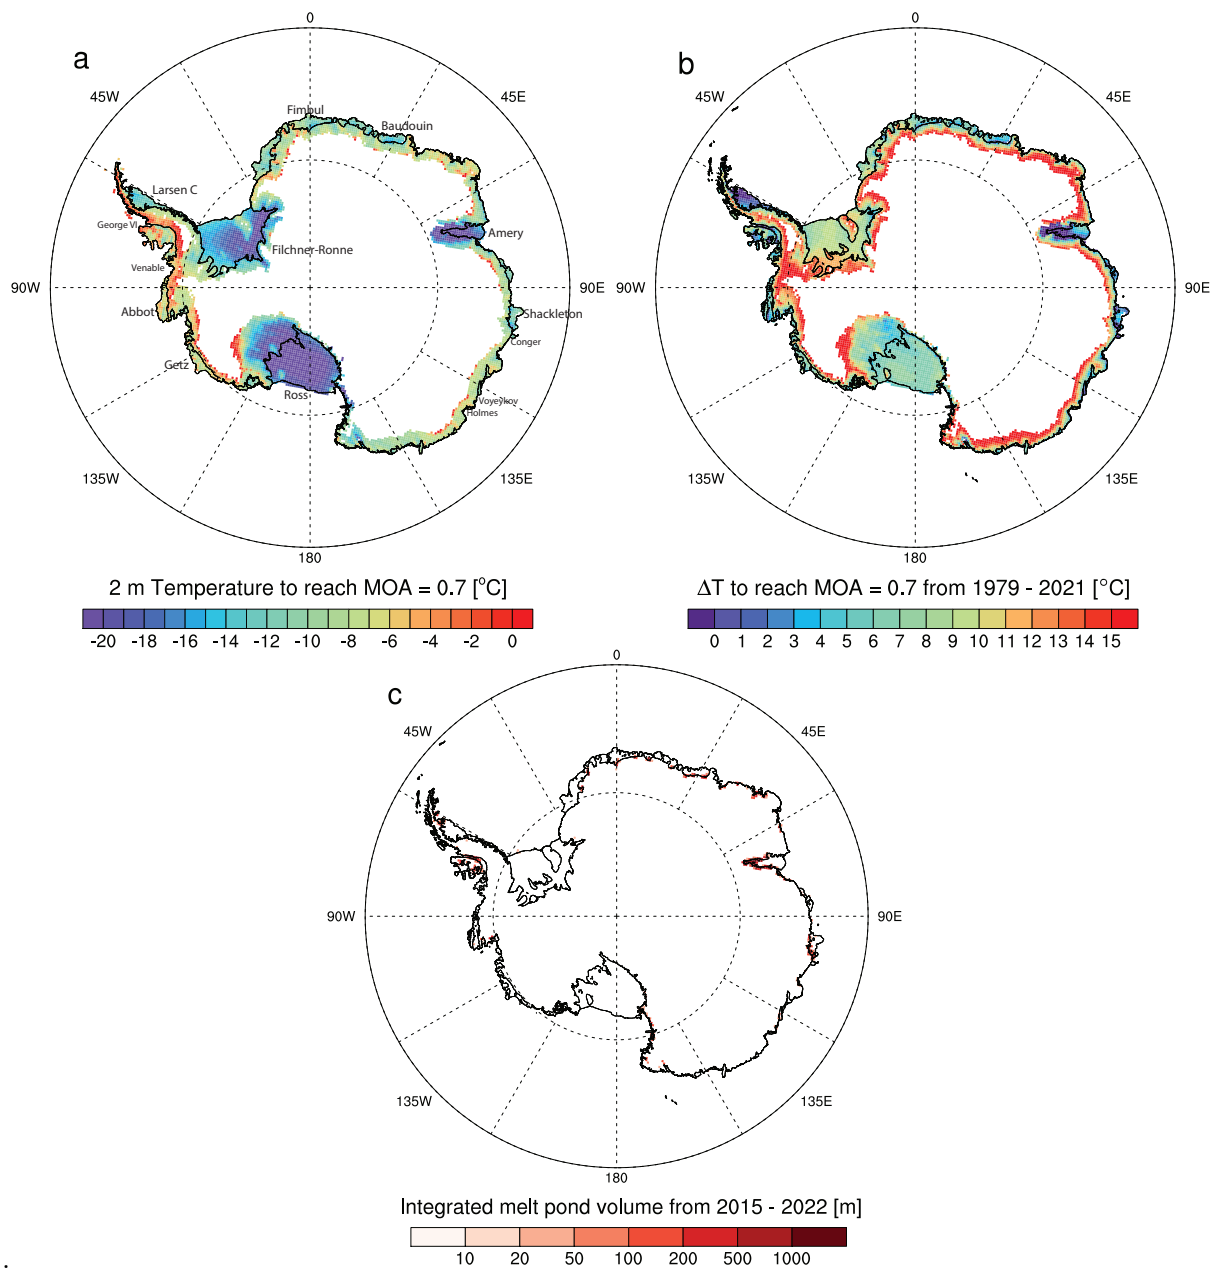 0
0
a
b
45W
45E
45W
45E
Fimbul
Baudouin
Larsen C
George VI
Amery
Filchner-Ronne
Venable
90W
90E
90W
90E
Abbot
Shackleton
Conger
Getz
Ross
Voyeykov
Holmes
135W
135E
135W
135E
180
180
2 m Temperature to reach MOA = 0.7 [°C]
-20 -18 -16 -14 -12 -10 -8 -6 -4 -2 0
ΔT to reach MOA = 0.7 from 1979 - 2021 [°C]
0 1 2 3 4 5 6 7 8 9 10 11 12 13 14 15
0
c
45W
45E
90W
90E
135W
135E
180
Integrated melt pond volume from 2015 - 2022 [m]
10 20 50 100 200 500 1000
.